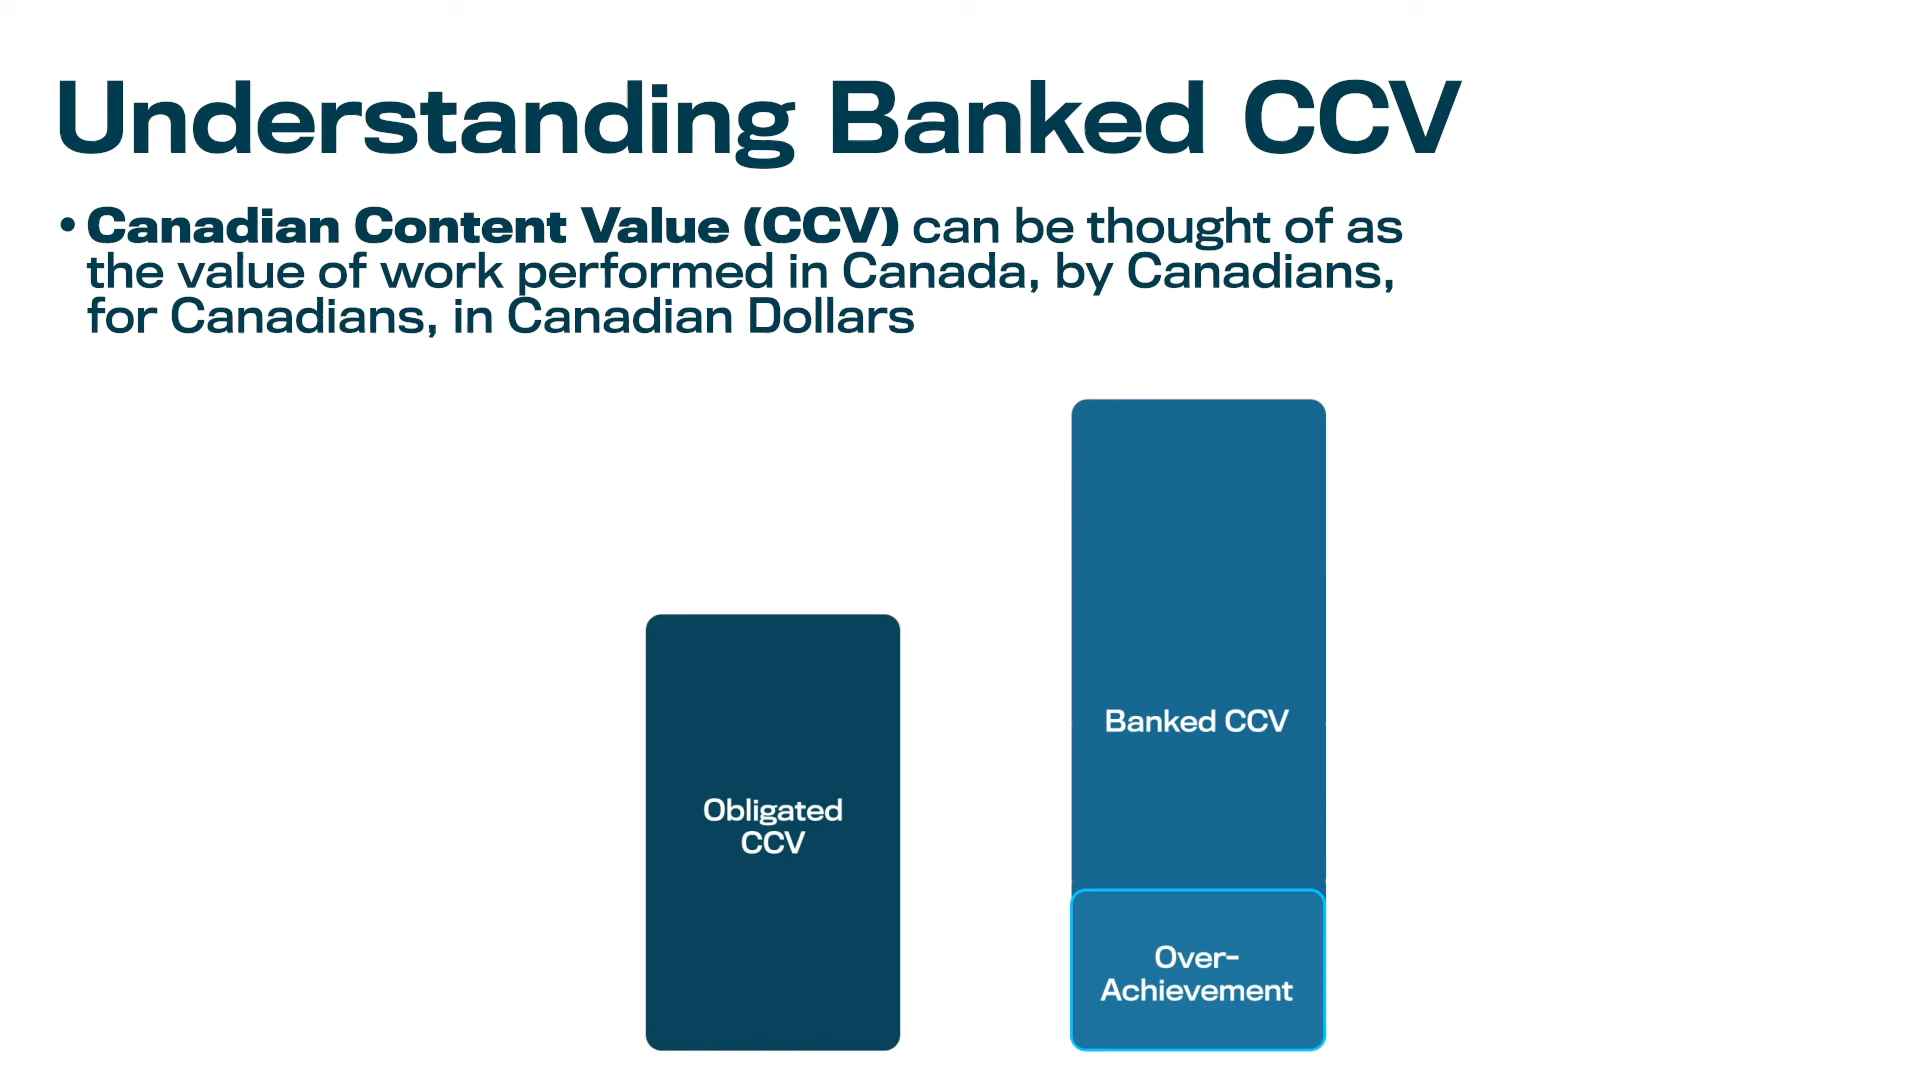 Understanding Banked CCV
• Canadian Content Value (CCV) can be thought of as
the value of work performed in Canada, by Canadians,
for Canadians, in Canadian Dollars
Banked CCV
Obligated
CCV
Over-
Achievement